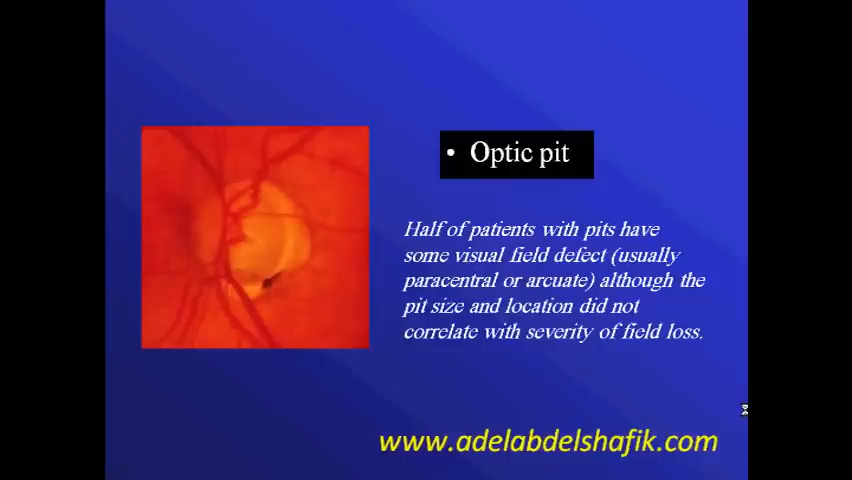 • Optic pit
Half of patients with pits have
some visual field defect (usually
paracentral or arcuate) although the
pit size and location did not
correlate with severity of field loss.
www.adelabdelshafik.com